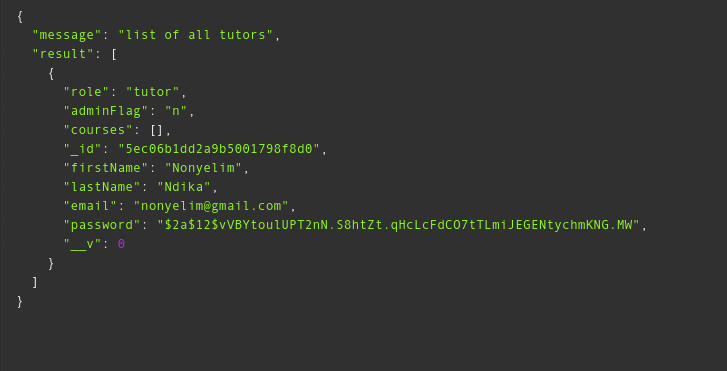 {
"message": "list of all tutors",
"result": [
{
"role": "tutor",
"adminFlag": "n",
"courses": [],
"_id": "5ec06b1dd2a9b5001798f8d0",
"firstName": "Nonyelim",
"lastName": "Ndika",
"email": "nonyelim@gmail.com",
"password": "$2a$12$vVBYtoulUPT2nN.S8htZt.qHcLcFdCO7tTLmiJEGENtychmKNG.MW",
"__v": 0
}
]
}